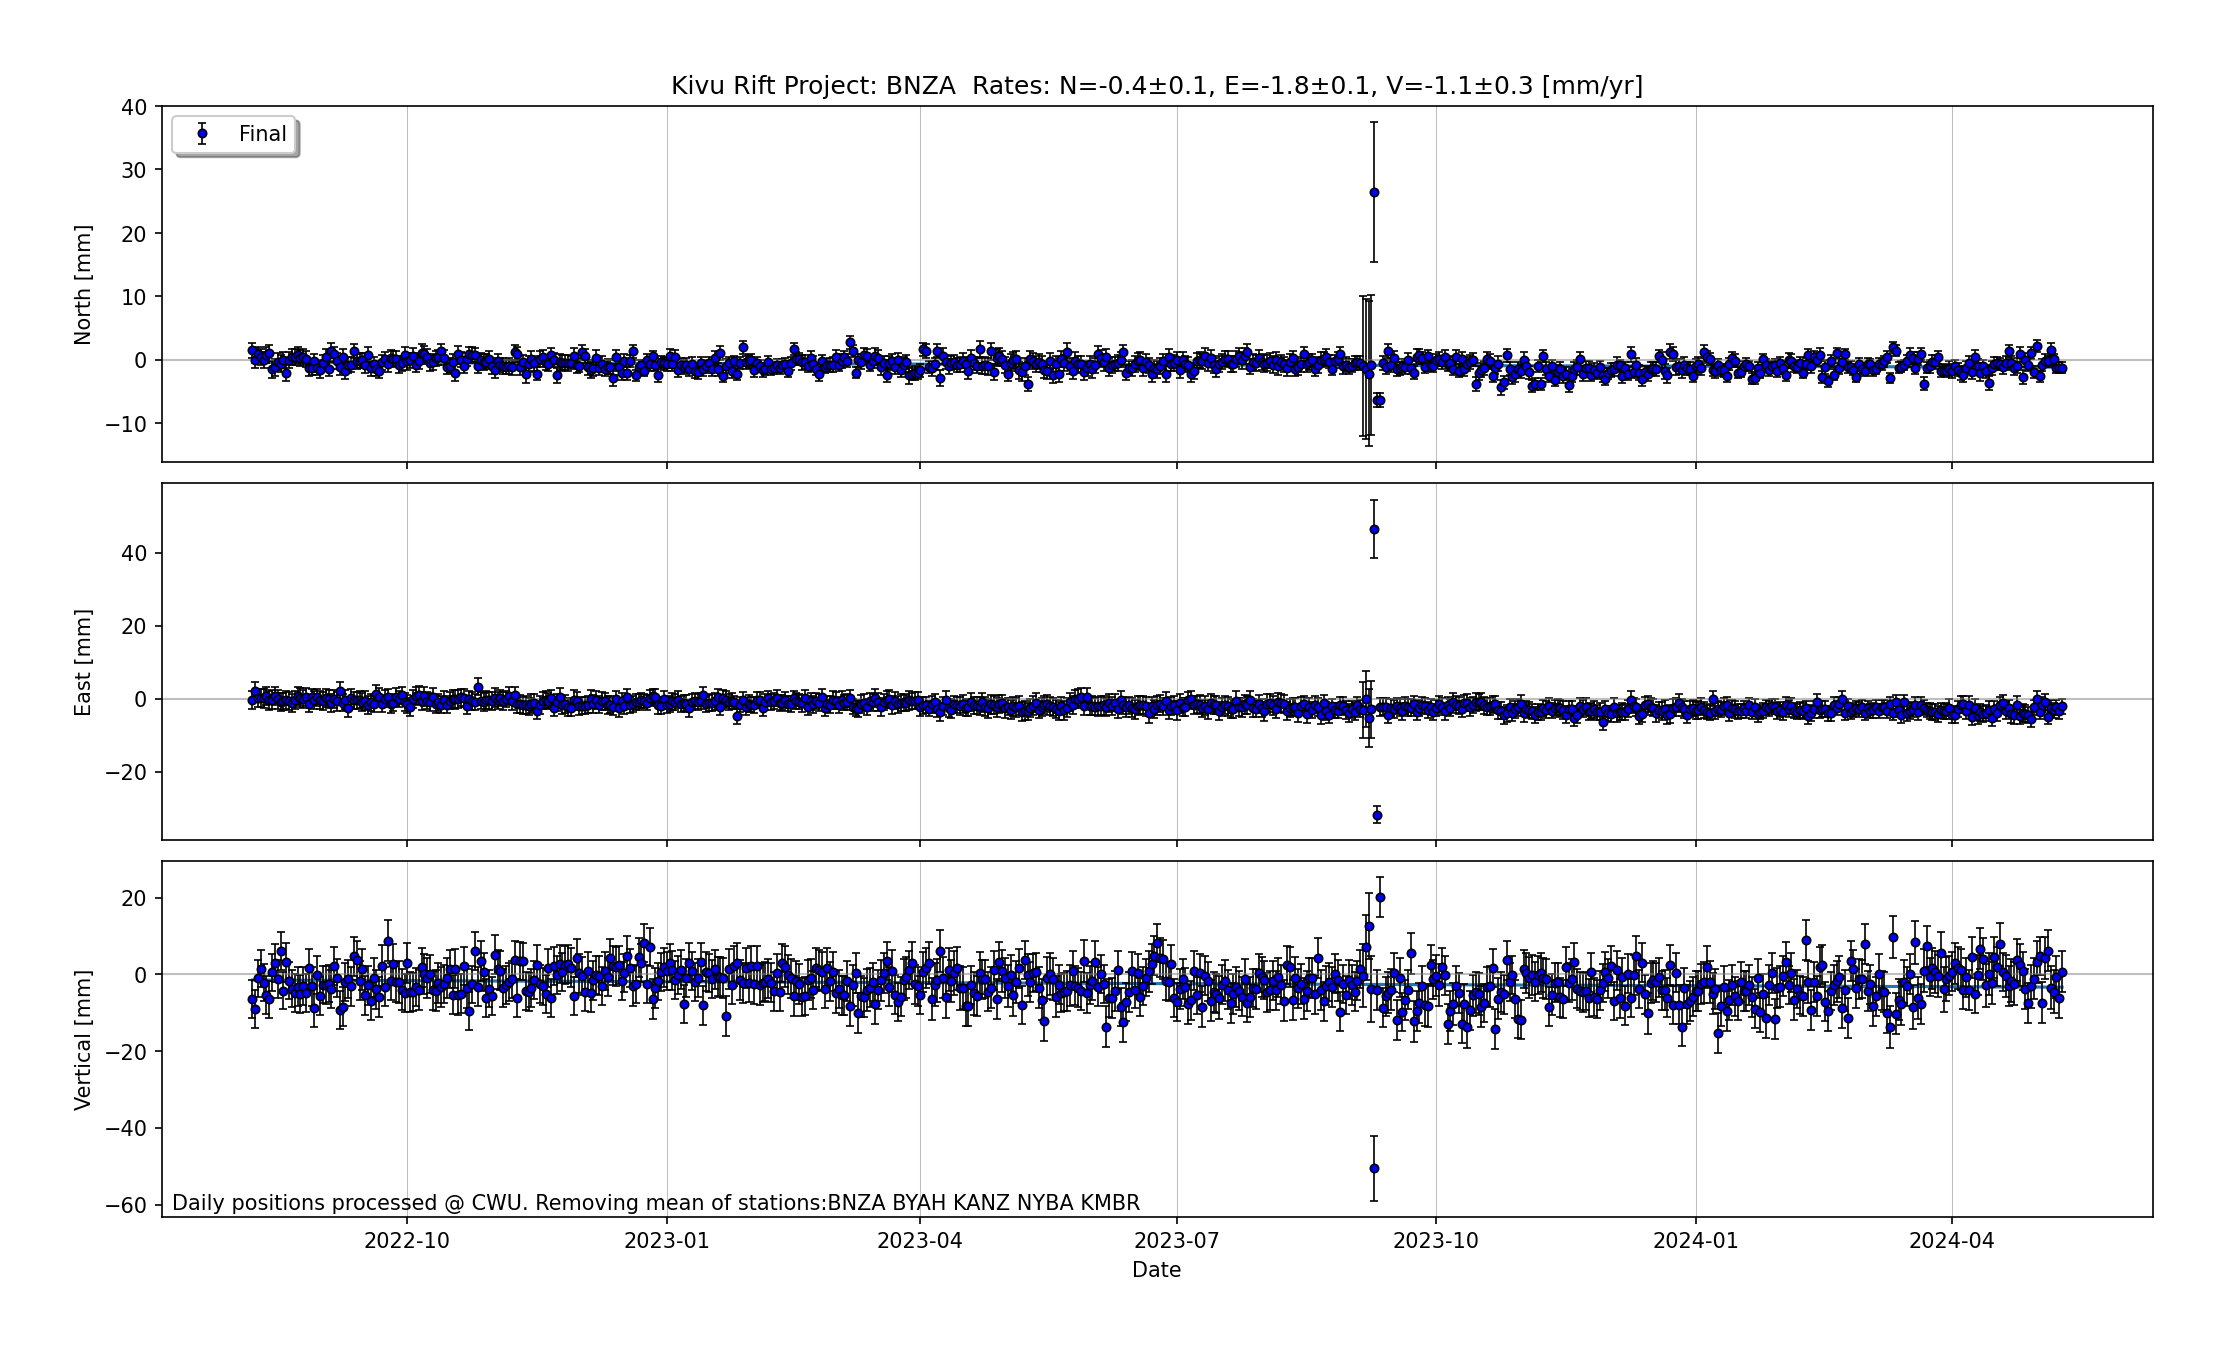 Kivu Rift Project: BNZA  Rates: N=-0.4±0.1, E=-1.8±0.1, V=-1.1±0.3 [mm/yr]
Final
North [mm]
40
30
20
10
0
−10
East [mm]
40
20
0
−20
Vertical [mm]
20
0
−20
−40
−60
Daily positions processed @ CWU. Removing mean of stations:BNZA BYAH KANZ NYBA KMBR
2022-10 2023-01 2023-04 2023-07 2023-10 2024-01 2024-04
Date